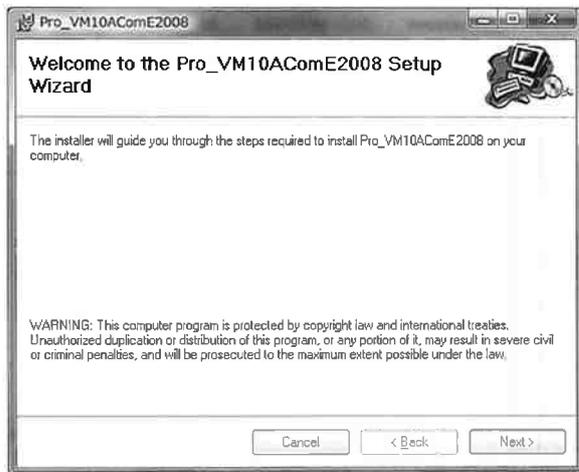 Pro_VM10AComE2008
Welcome to the Pro_VM10AComE2008 Setup
Wizard
The installer will guide you through the steps required to install Pro_VM10AComE2008 on your
computer.
WARNING: This computer program is protected by copyright law and international treaties.
Unauthorized duplication or distribution of this program, or any portion of it, may result in severe civil
or criminal penalties, and will be prosecuted to the maximum extent possible under the law.
Cancel
< Back
Next >